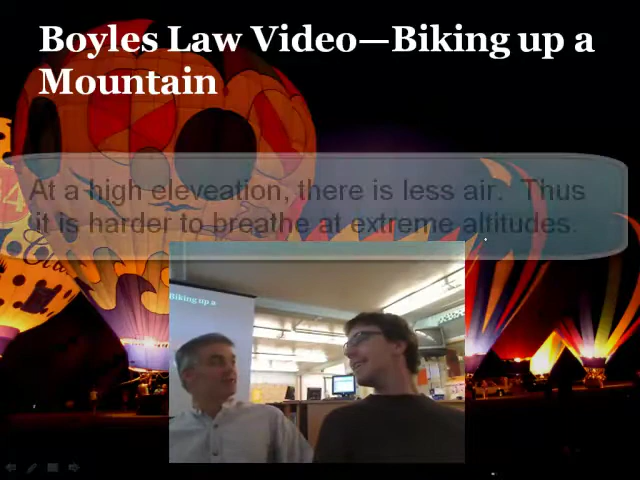 Boyles Law Video—Biking up a
Mountain
At a high eleveation, there is less air. Thus
it is harder to breathe at extreme altitudes.
Biking up a